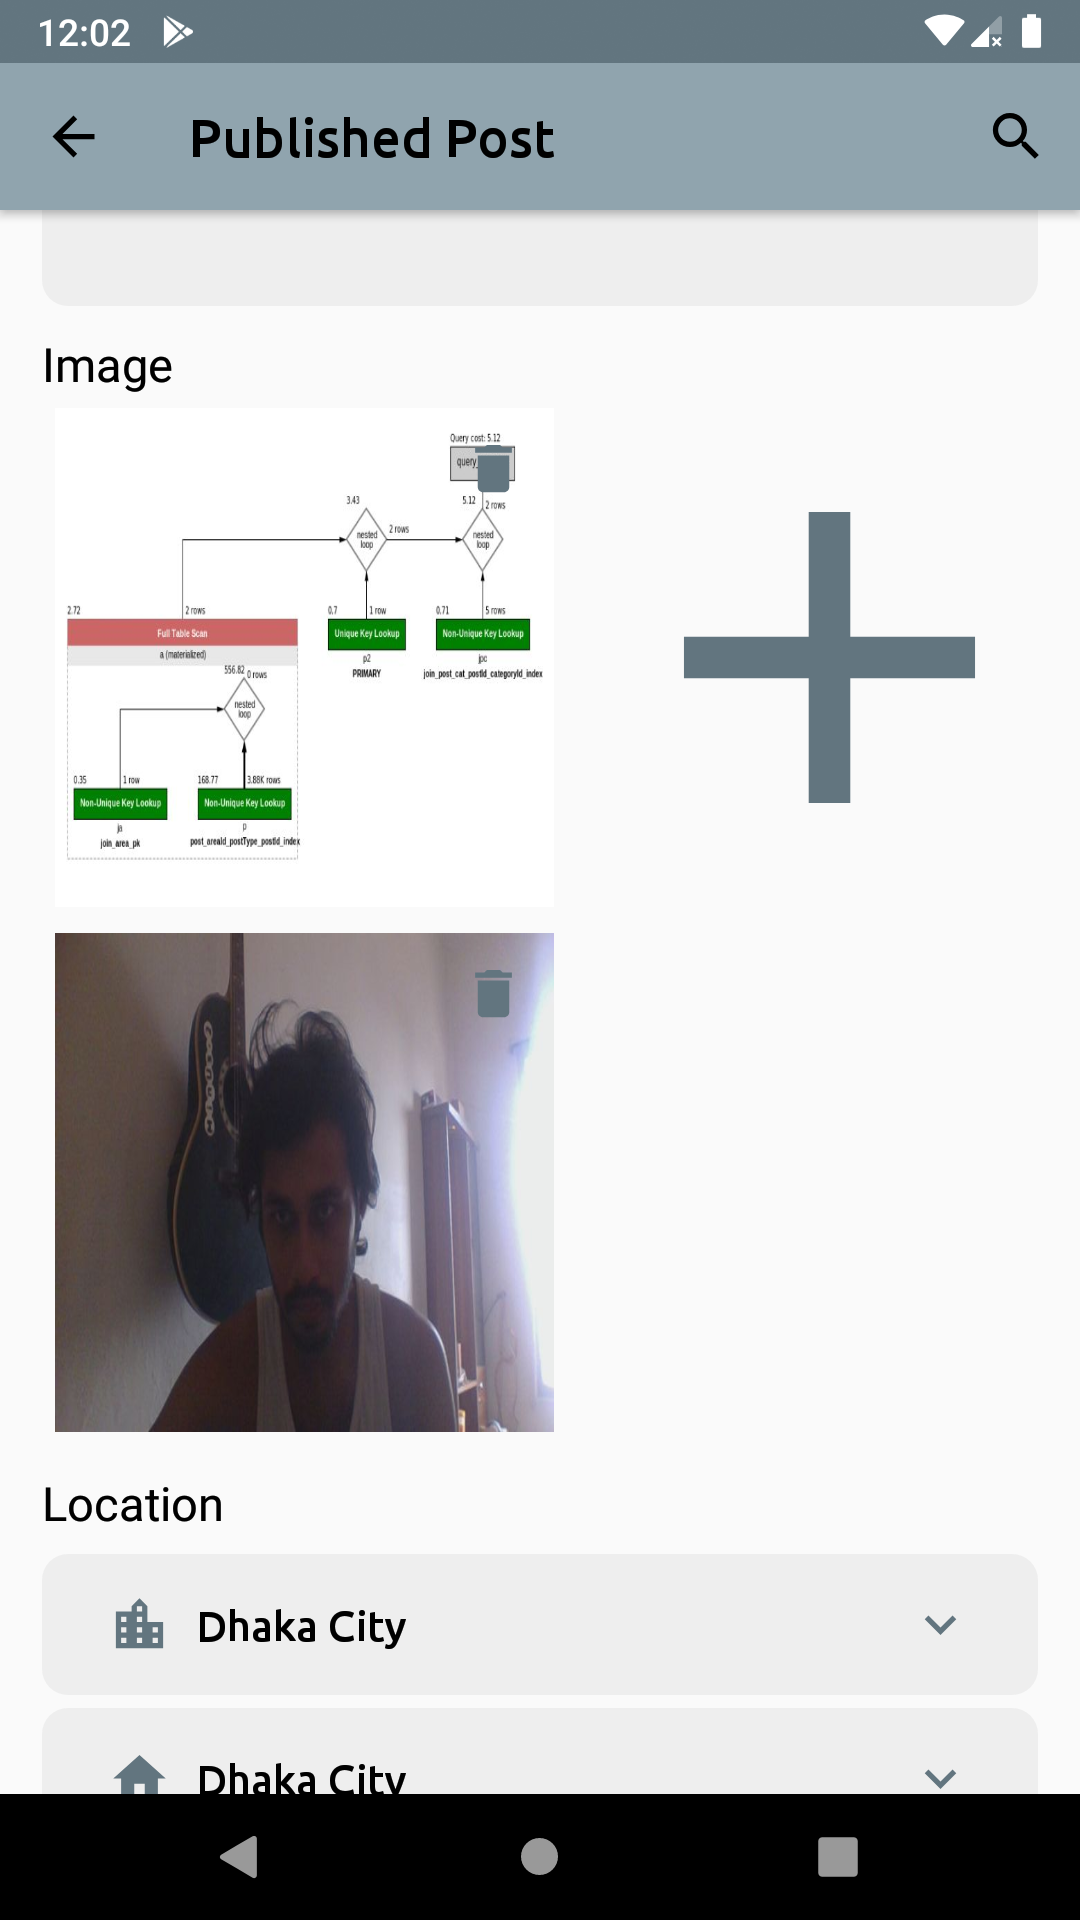 12:02
Published Post
Image
Query cost: 5.12
query_
3.43
5.12
2 rows
nested
loop
2 rows
nested
loop
2.72
2 rows
0.7
1 row
0.71
5 rows
Full Table Scan
Unique Key Lookup
Non-Unique Key Lookup
a (materialized)
p2
jpc
PRIMARY
join_post_cat_postId_categoryId_index
556.82
0 rows
nested
loop
0.35
1 row
168.77
3.88K rows
Non-Unique Key Lookup
Non-Unique Key Lookup
ja
p
join_area_pk
post_areaId_postType_postId_index
Location
Dhaka City
Dhaka City